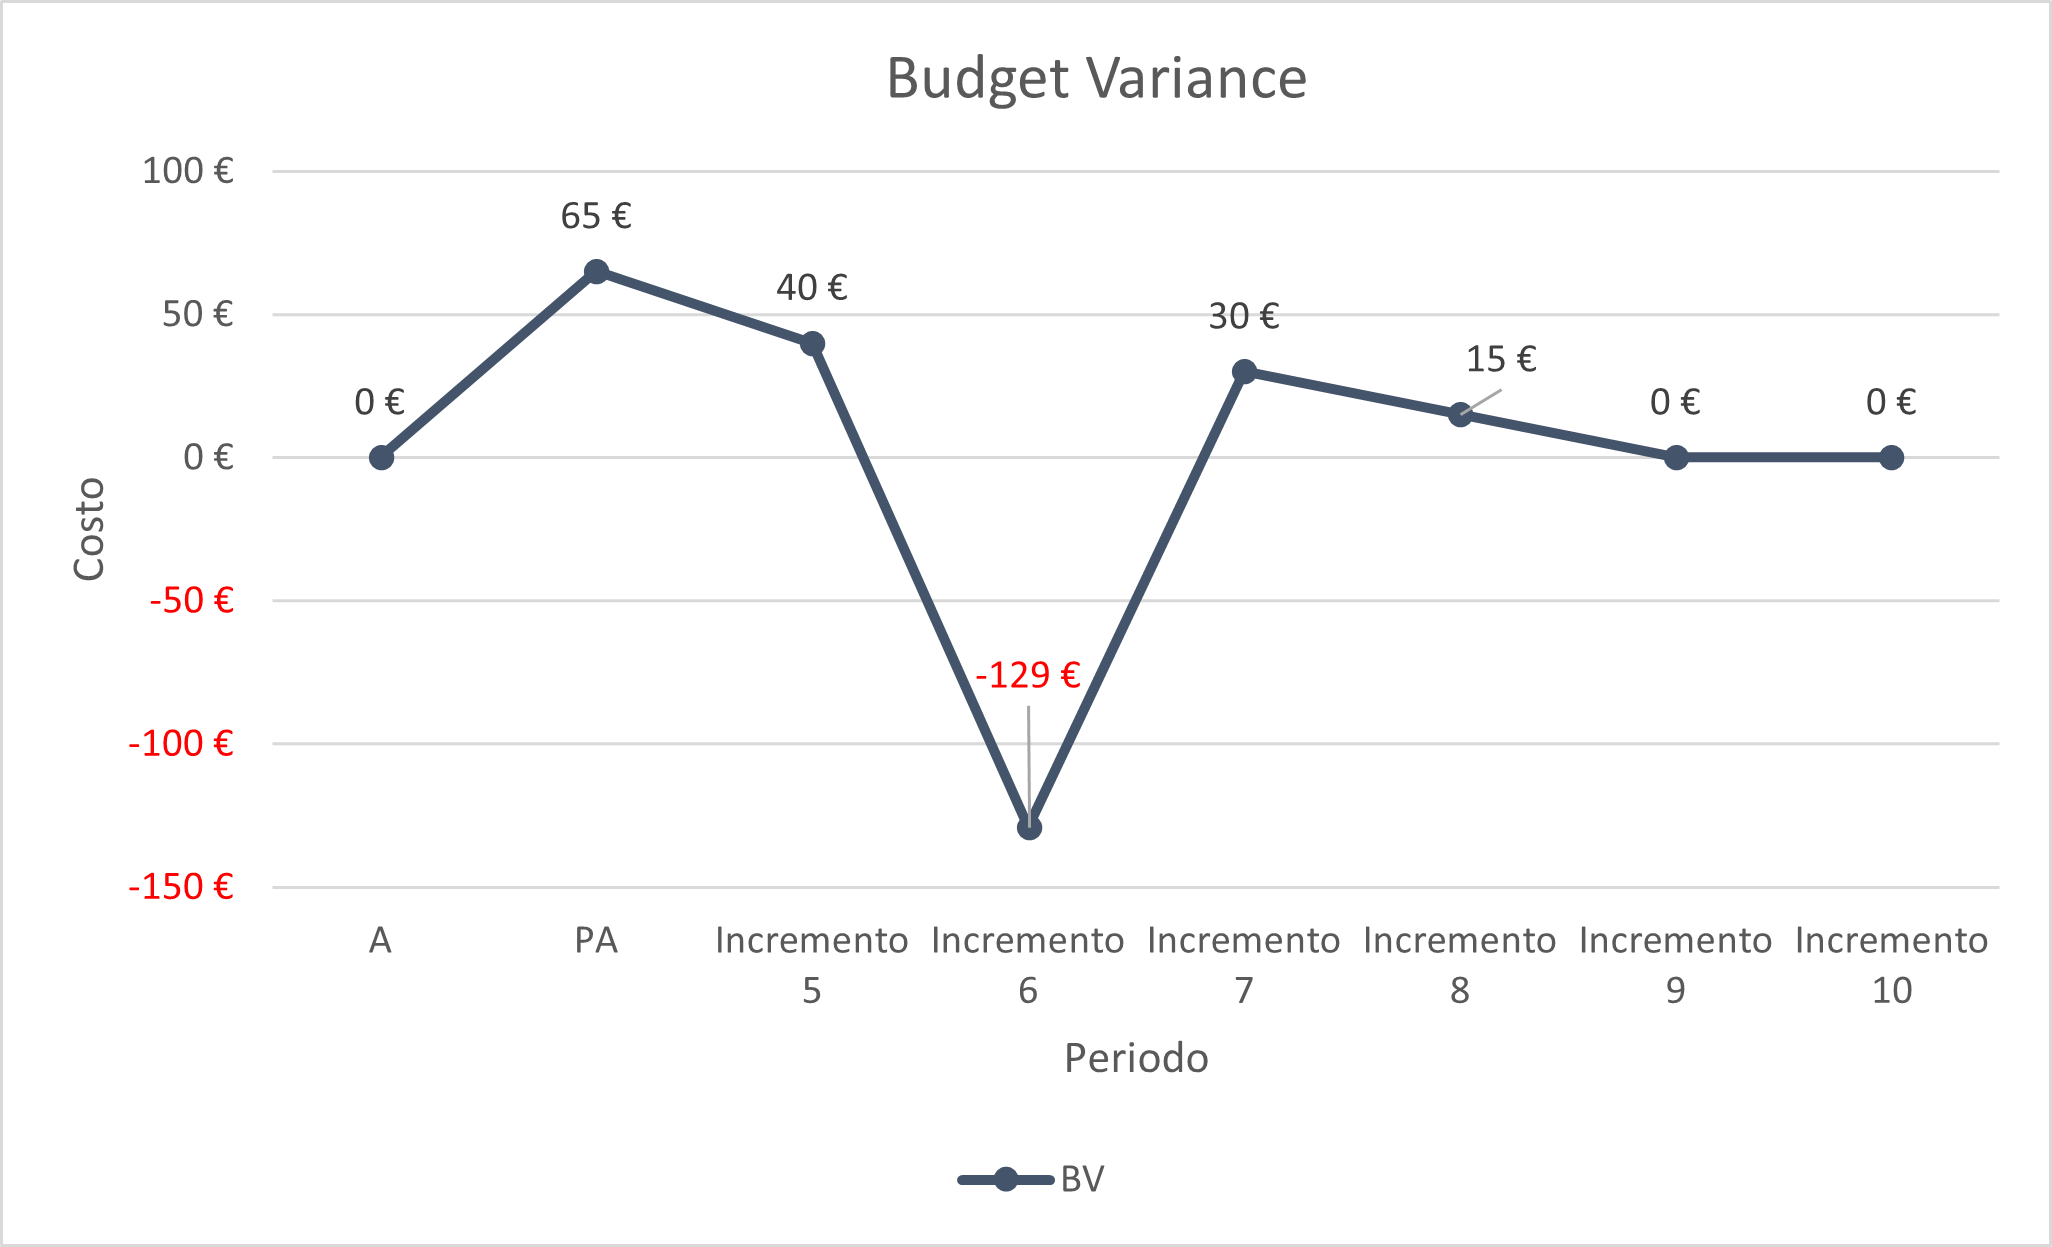 Budget Variance
100 €
50 €
0 €
-50 €
-100 €
-150 €
Costo
0 €
65 €
40 €
-129 €
30 €
15 €
0 €
0 €
A
PA
Incremento
5
Incremento
6
Incremento
7
Incremento
8
Incremento
9
Incremento
10
Periodo
BV